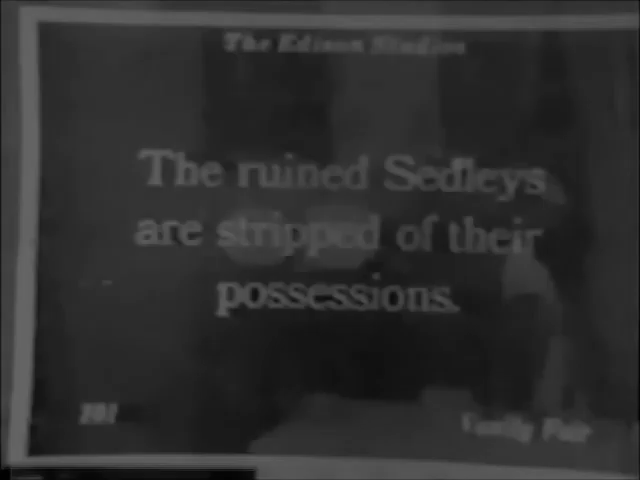 The Edison Studios
The ruined Sedleys
are stripped of their
possessions.
Vanity Fair